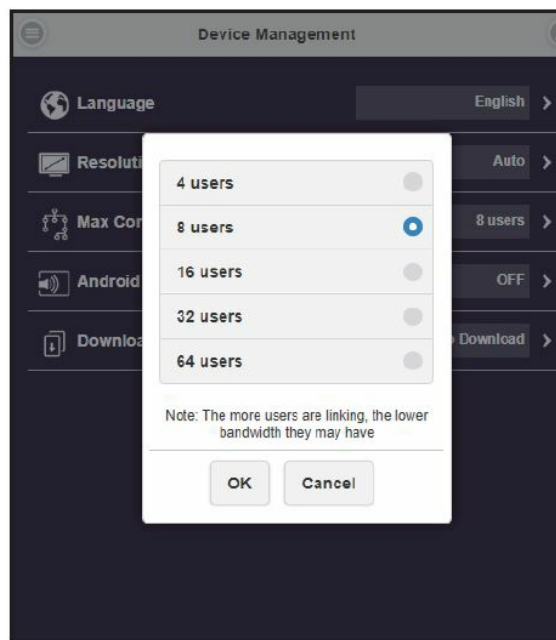 Device Management
Language
English
Resoluti
Auto
Max Cor
8 users
Android
OFF
Downloa
Download
4 users
8 users
16 users
32 users
64 users
Note: The more users are linking, the lower
bandwidth they may have
OK
Cancel